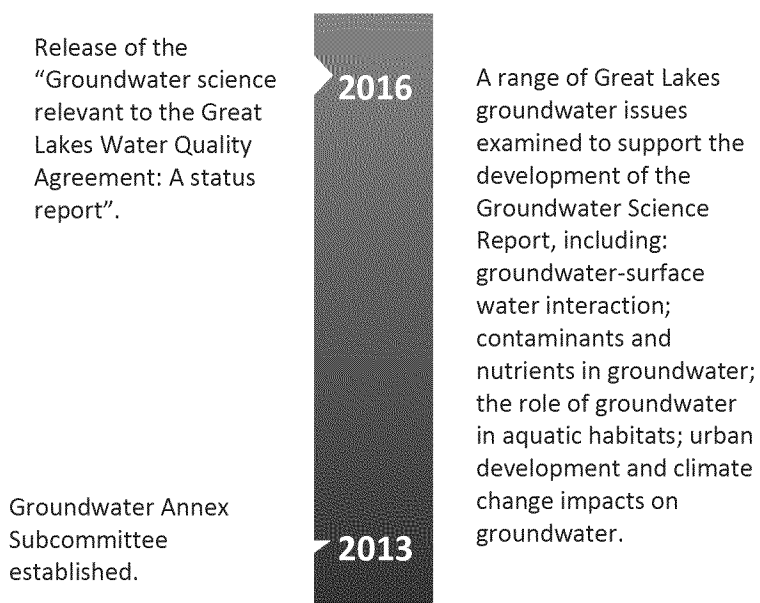 Release of the
“Groundwater science
relevant to the Great
Lakes Water Quality
Agreement: A status
report”.
2016
A range of Great Lakes
groundwater issues
examined to support the
development of the
Groundwater Science
Report, including:
groundwater-surface
water interaction;
contaminants and
nutrients in groundwater;
the role of groundwater
in aquatic habitats; urban
development and climate
change impacts on
groundwater.
Groundwater Annex
Subcommittee
established.
2013